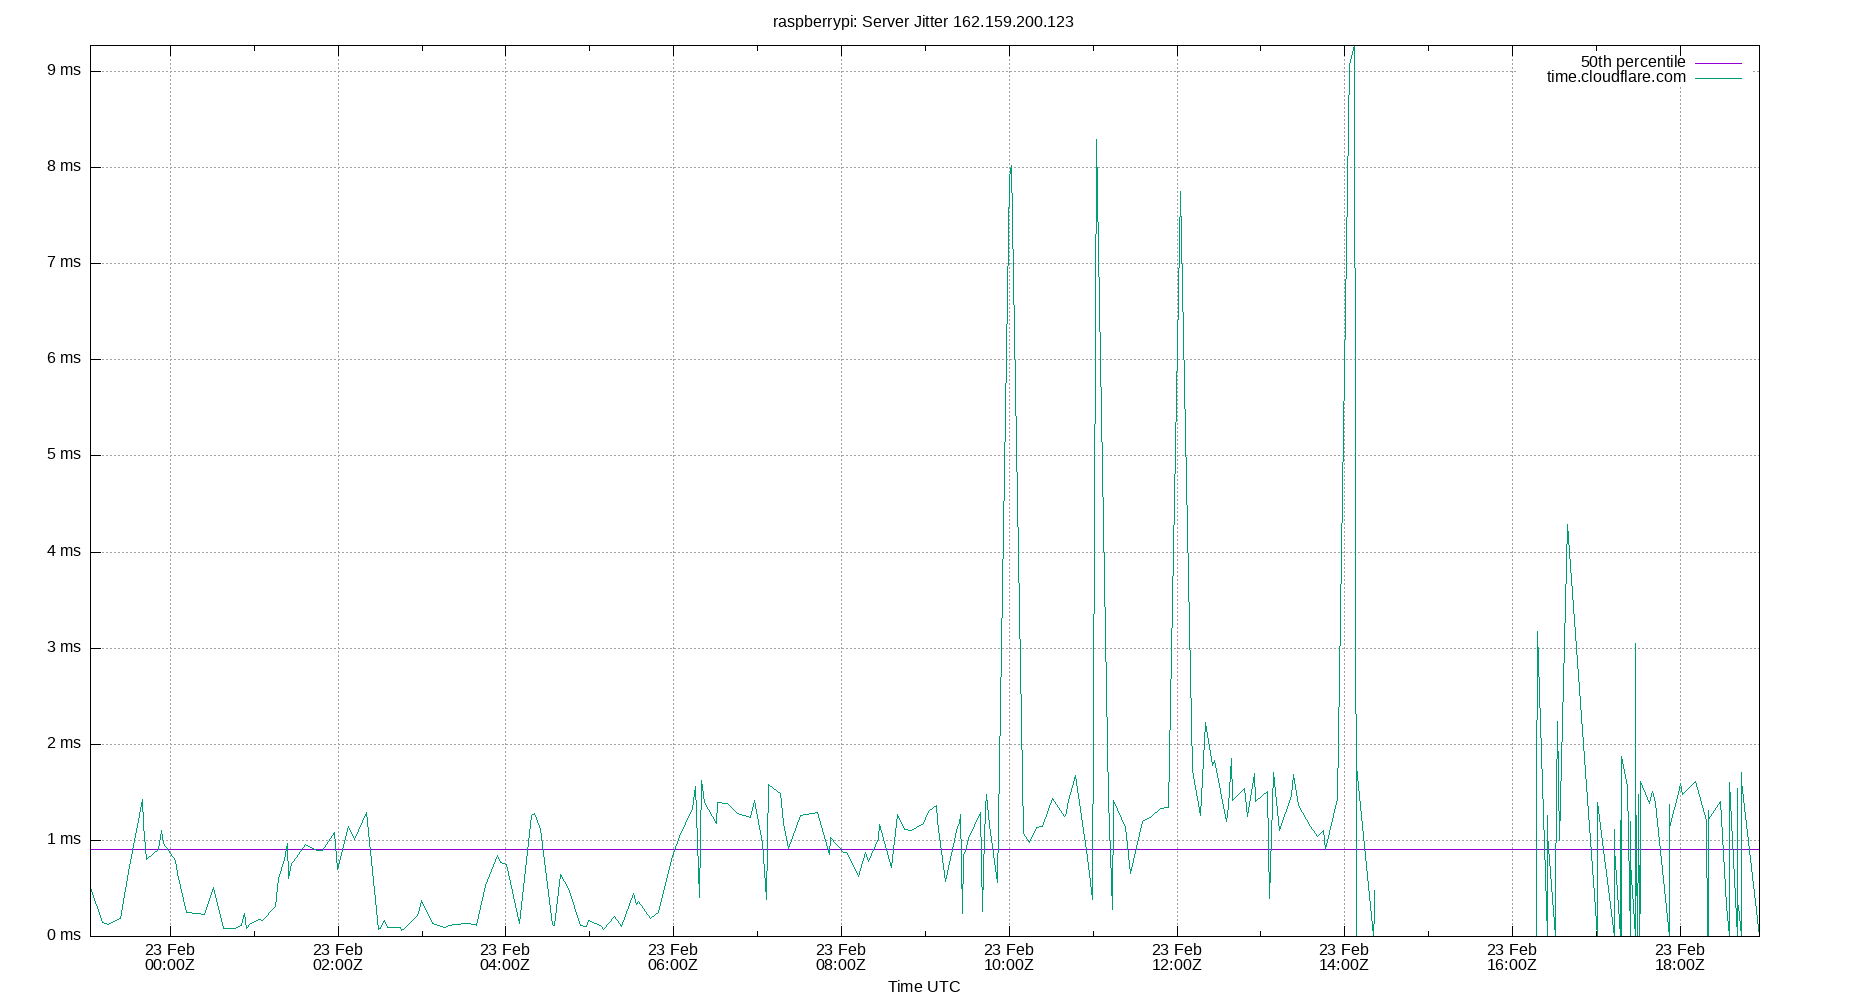 raspberrypi: Server Jitter 162.159.200.123
50th percentile
time.cloudflare.com
9 ms
8 ms
7 ms
6 ms
5 ms
4 ms
3 ms
2 ms
1 ms
0 ms
23 Feb
00:00Z
23 Feb
02:00Z
23 Feb
04:00Z
23 Feb
06:00Z
23 Feb
08:00Z
23 Feb
10:00Z
23 Feb
12:00Z
23 Feb
14:00Z
23 Feb
16:00Z
23 Feb
18:00Z
Time UTC